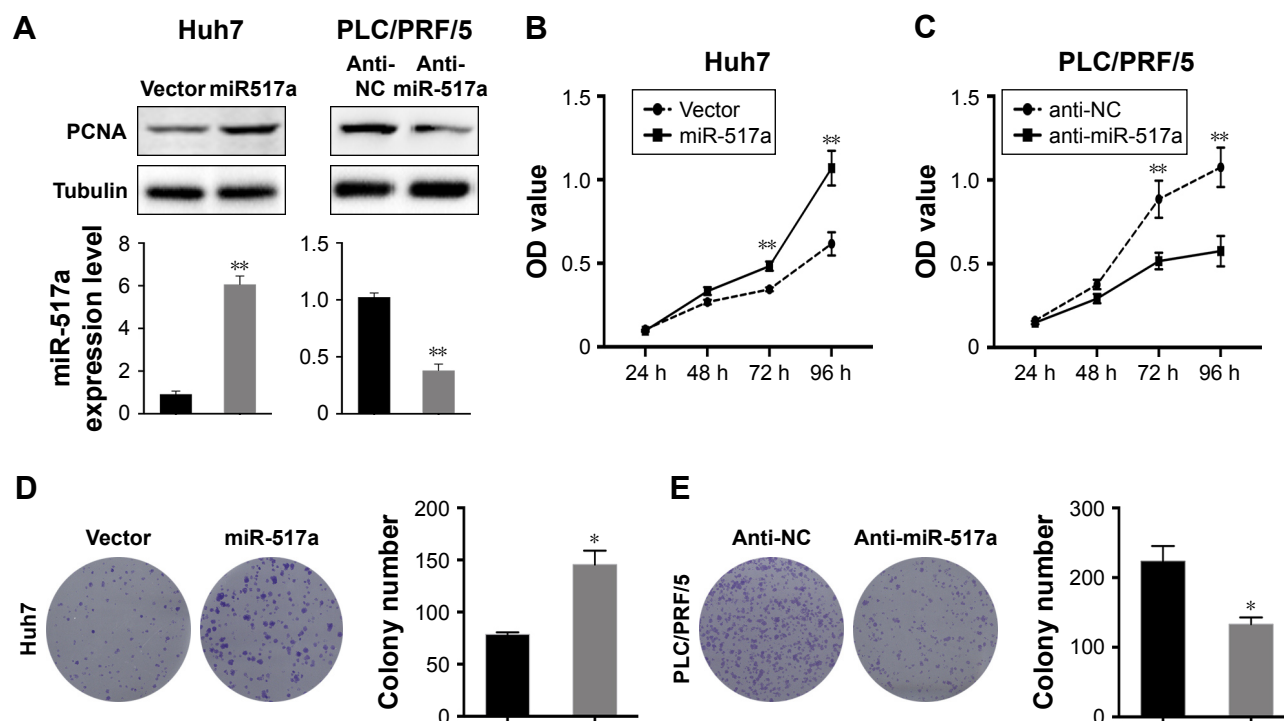 A
Huh7
PLC/PRF/5
Vector miR517a
Anti-
NC
Anti-
miR-517a
PCNA
Tubulin
miR-517a
expression level
8
6
4
2
0
**
1.5
1.0
0.5
0
**
B
Huh7
OD value
1.5
1.0
0.5
0
Vector
miR-517a
**
**
24 h 48 h 72 h 96 h
C
PLC/PRF/5
OD value
1.5
1.0
0.5
0
anti-NC
anti-miR-517a
**
**
24 h 48 h 72 h 96 h
D
Vector
miR-517a
Huh7
Colony number
200
150
100
50
0
*
E
Anti-NC
Anti-miR-517a
PLC/PRF/5
Colony number
300
200
100
0
*